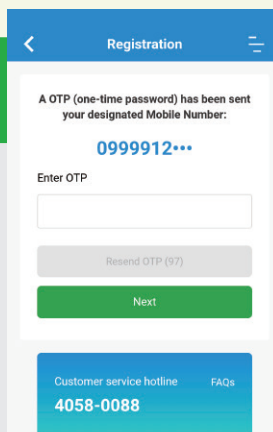 Registration
A OTP (one-time password) has been sent
your designated Mobile Number:
0999912•••
Enter OTP
Resend OTP (97)
Next
Customer service hotline FAQs
4058-0088